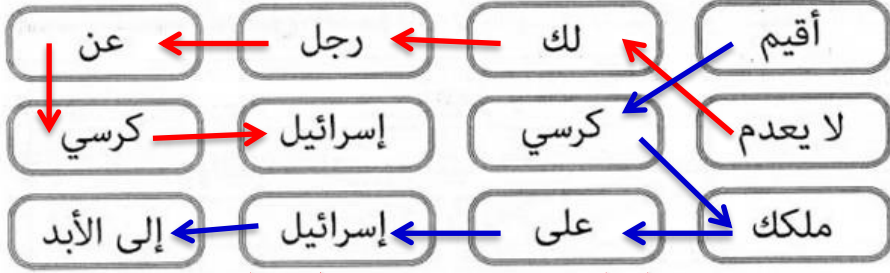 أقيم لك رجل عن
لا يعدم كرسي إسرائيل كرسي
ملكك على إسرائيل إلى الأبد